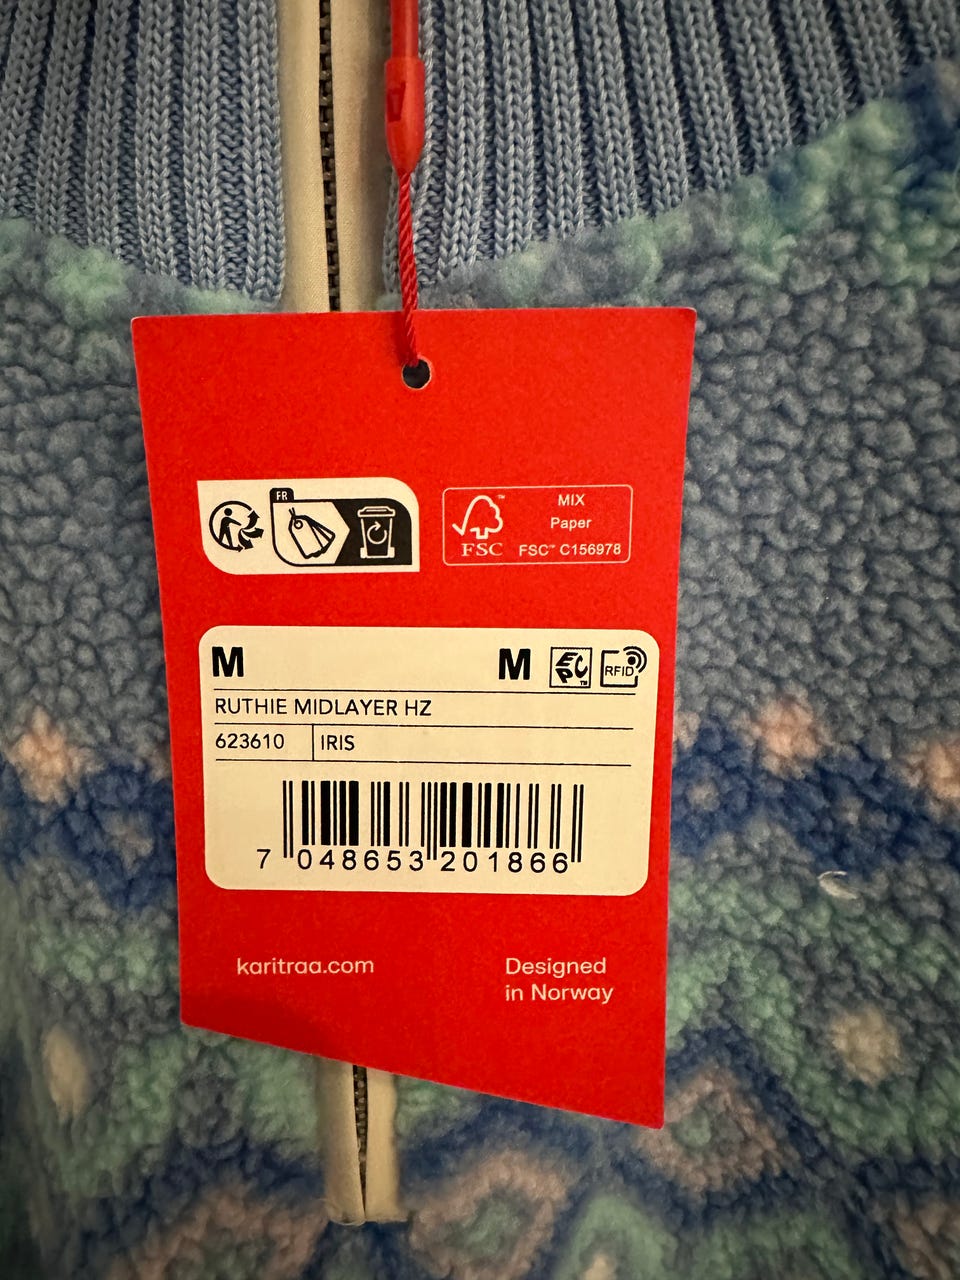 FR
MIX
Paper
FSC™ C156978
FSC
M M EPC™ RFID
RUTHIE MIDLAYER HZ
623610 IRIS
7 048653 201866
karitraa.com
Designed
in Norway